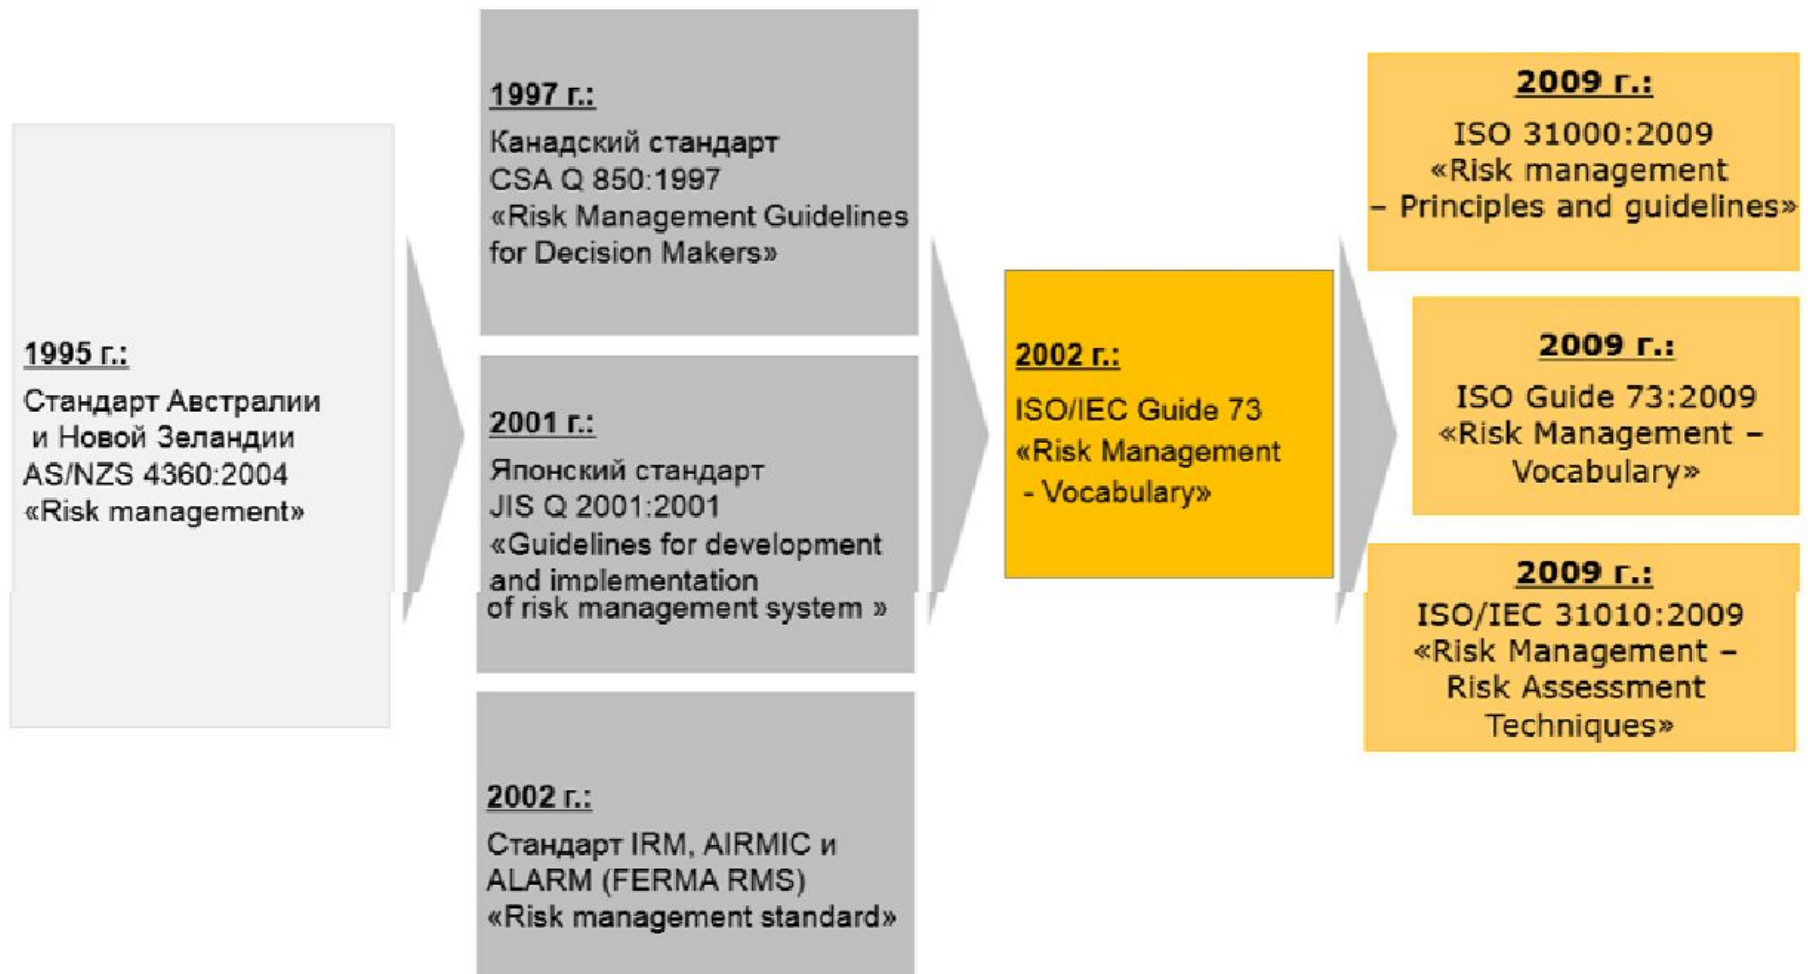 1995 г.:
Стандарт Австралии
и Новой Зеландии
AS/NZS 4360:2004
«Risk management»
1997 г.:
Канадский стандарт
CSA Q 850:1997
«Risk Management Guidelines
for Decision Makers»
2001 г.:
Японский стандарт
JIS Q 2001:2001
«Guidelines for development
and implementation
of risk management system »
2002 г.:
Стандарт IRM, AIRMIC и
ALARM (FERMA RMS)
«Risk management standard»
2002 г.:
ISO/IEC Guide 73
«Risk Management
- Vocabulary»
2009 г.:
ISO 31000:2009
«Risk management
– Principles and guidelines»
2009 г.:
ISO Guide 73:2009
«Risk Management –
Vocabulary»
2009 г.:
ISO/IEC 31010:2009
«Risk Management –
Risk Assessment
Techniques»